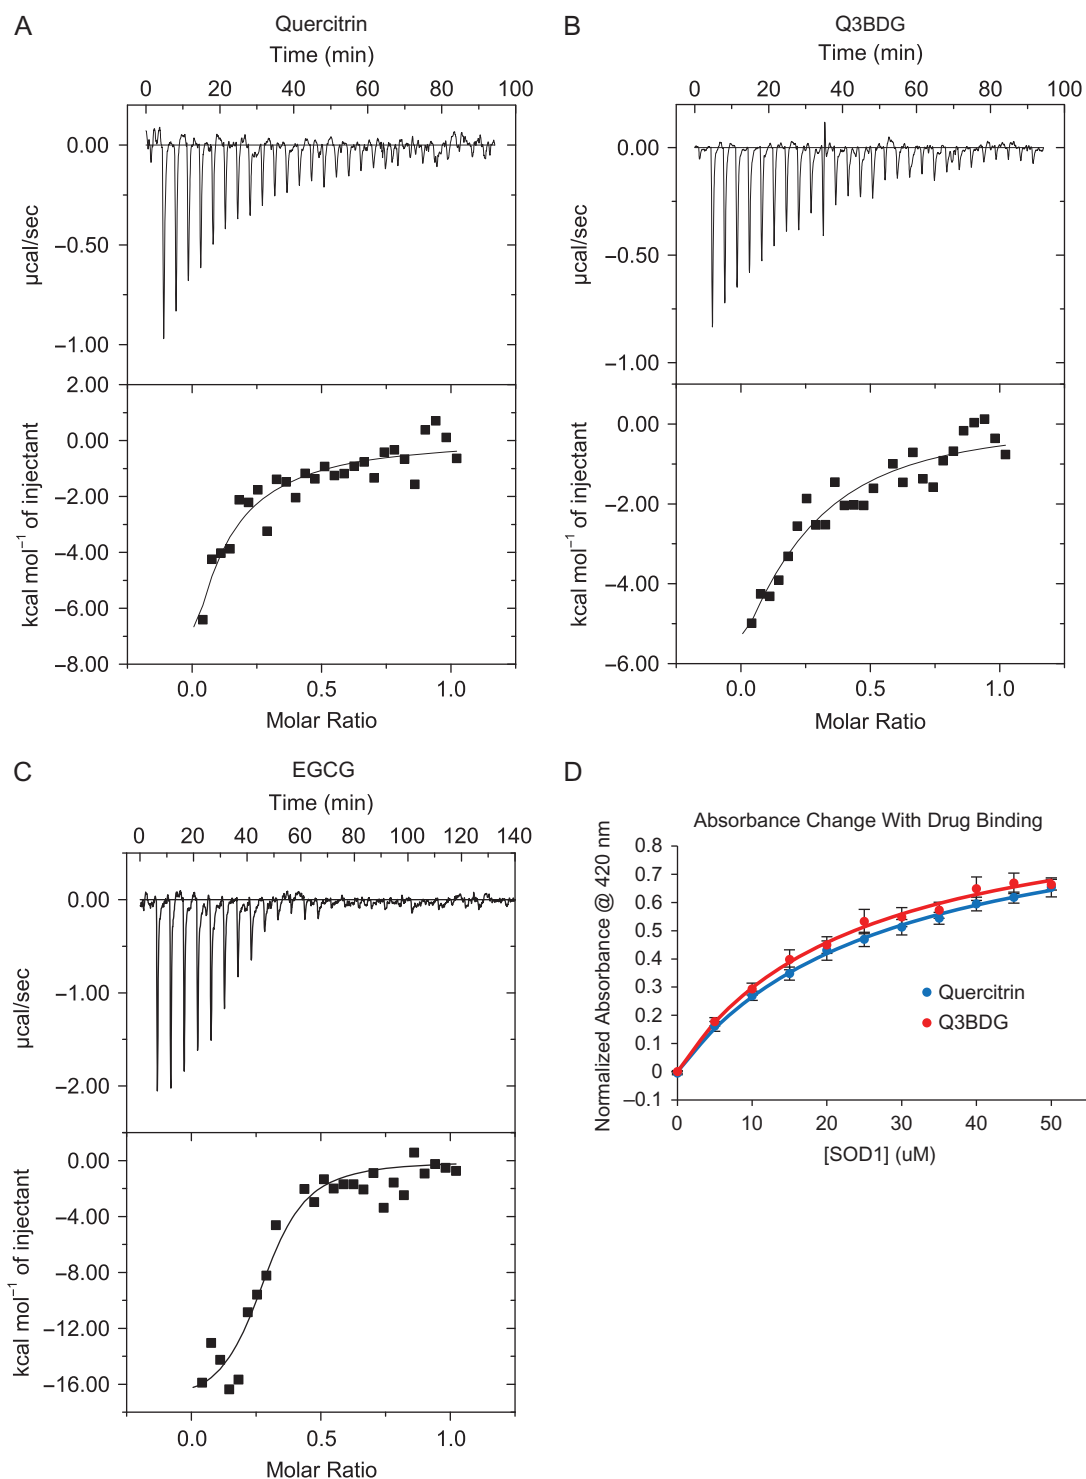 A
Quercitrin
Time (min)
0 20 40 60 80 100
0.00
−0.50
−1.00
µcal/sec
2.00
0.00
−2.00
−4.00
−6.00
−8.00
kcal mol⁻¹ of injectant
0.0 0.5 1.0
Molar Ratio
B
Q3BDG
Time (min)
0 20 40 60 80 100
0.00
−0.50
−1.00
µcal/sec
0.00
−2.00
−4.00
−6.00
kcal mol⁻¹ of injectant
0.0 0.5 1.0
Molar Ratio
C
EGCG
Time (min)
0 20 40 60 80 100 120 140
0.00
−1.00
−2.00
µcal/sec
0.00
−4.00
−8.00
−12.00
−16.00
kcal mol⁻¹ of injectant
0.0 0.5 1.0
Molar Ratio
D
Absorbance Change With Drug Binding
0.8
0.7
0.6
0.5
0.4
0.3
0.2
0.1
0
−0.1
Normalized Absorbance @ 420 nm
Quercitrin
Q3BDG
0 10 20 30 40 50
[SOD1] (uM)